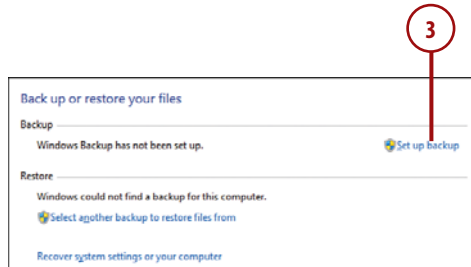 3
Back up or restore your files
Backup
Windows Backup has not been set up.
Set up backup
Restore
Windows could not find a backup for this computer.
Select another backup to restore files from
Recover system settings or your computer